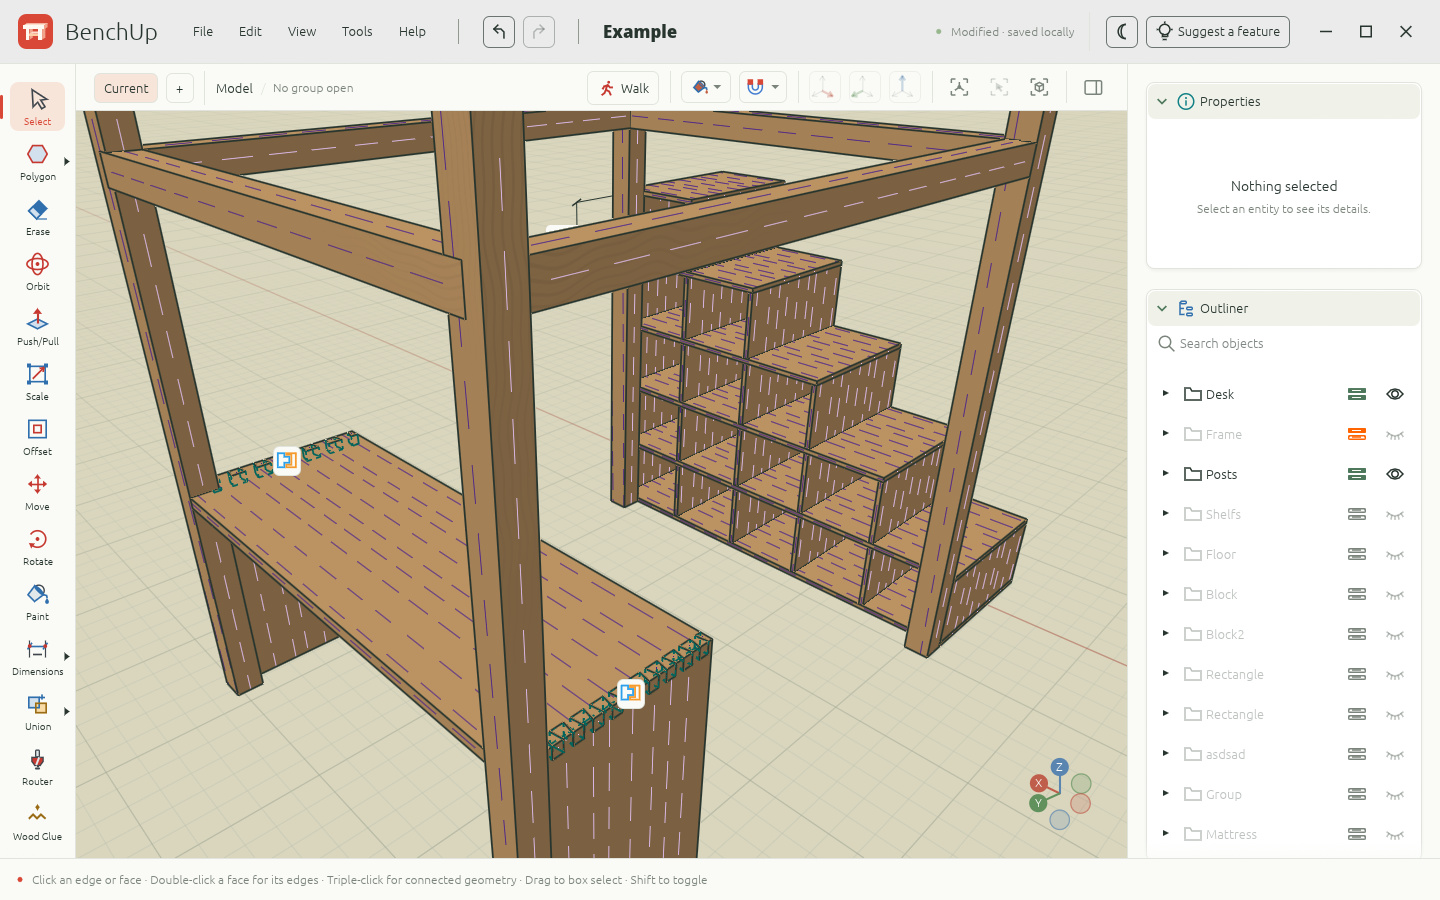 BenchUp
File Edit View Tools Help
Example
Modified · saved locally
Suggest a feature
Current + Model / No group open
Walk
Select
Polygon
Erase
Orbit
Push/Pull
Scale
Offset
Move
Rotate
Paint
Dimensions
Union
Router
Wood Glue
Z
X
Y
Properties
Nothing selected
Select an entity to see its details.
Outliner
Search objects
Desk
Frame
Posts
Shelfs
Floor
Block
Block2
Rectangle
Rectangle
asdsad
Group
Mattress
Click an edge or face · Double-click a face for its edges · Triple-click for connected geometry · Drag to box select · Shift to toggle